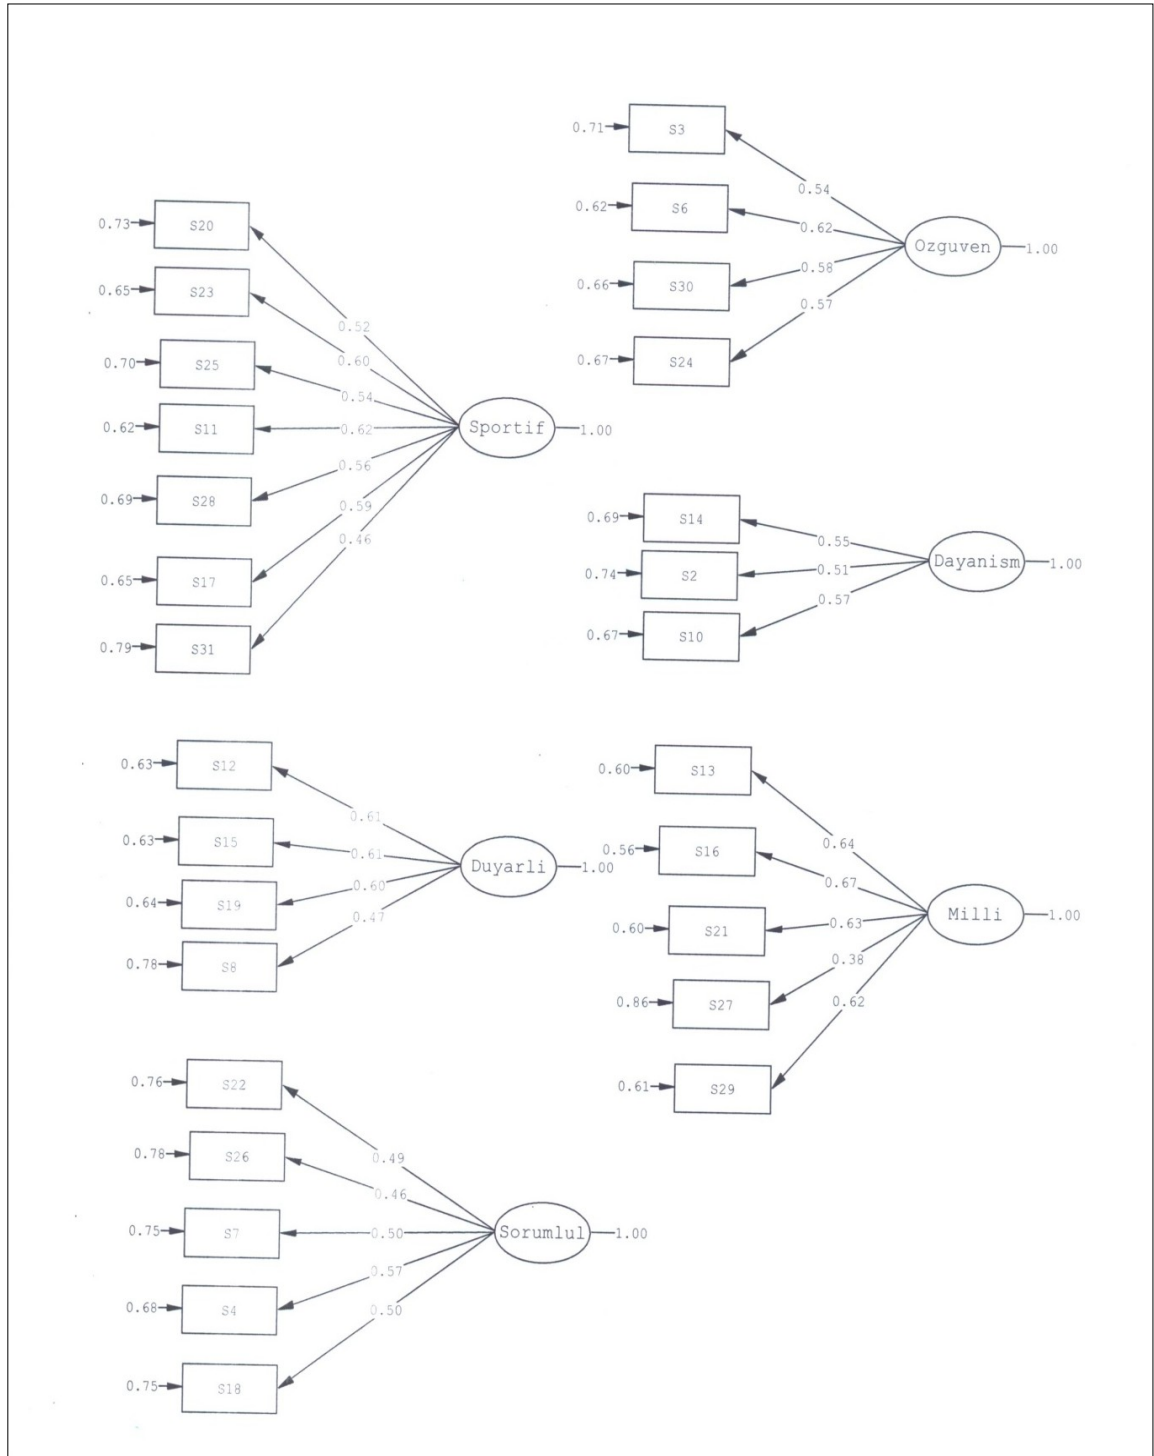 0.73 S20
0.65 S23
0.70 S25
0.62 S11
0.69 S28
0.65 S17
0.79 S31
0.52
0.60
0.54
0.62
0.56
0.59
0.46
Sportif 1.00
0.71 S3
0.62 S6
0.66 S30
0.67 S24
0.54
0.62
0.58
0.57
Ozguven 1.00
0.69 S14
0.74 S2
0.67 S10
0.55
0.51
0.57
Dayanism 1.00
0.63 S12
0.63 S15
0.64 S19
0.78 S8
0.61
0.61
0.60
0.47
Duyarli 1.00
0.60 S13
0.56 S16
0.60 S21
0.86 S27
0.61 S29
0.64
0.67
0.63
0.38
0.62
Milli 1.00
0.76 S22
0.78 S26
0.75 S7
0.68 S4
0.75 S18
0.49
0.46
0.50
0.57
0.50
Sorumlul 1.00